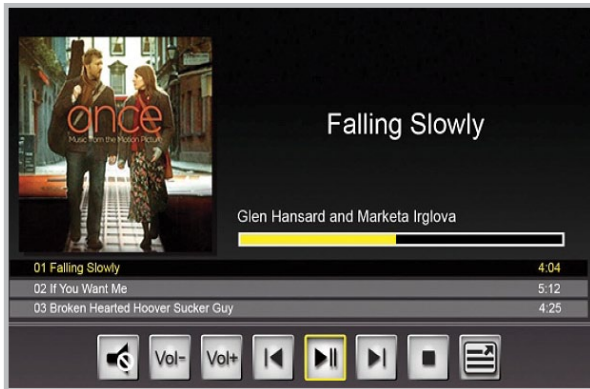 once
Music from the Motion Picture
Falling Slowly
Glen Hansard and Marketa Irglova
01 Falling Slowly 4:04
02 If You Want Me 5:12
03 Broken Hearted Hoover Sucker Guy 4:25
Vol- Vol+